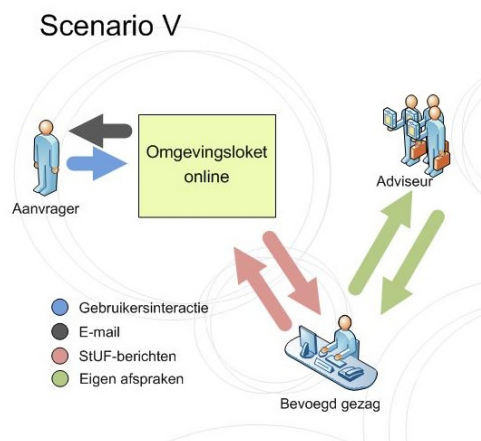 Scenario V
Omgevingsloket
online
Aanvrager
Adviseur
Gebruikersinteractie
E-mail
StUF-berichten
Eigen afspraken
Bevoegd gezag